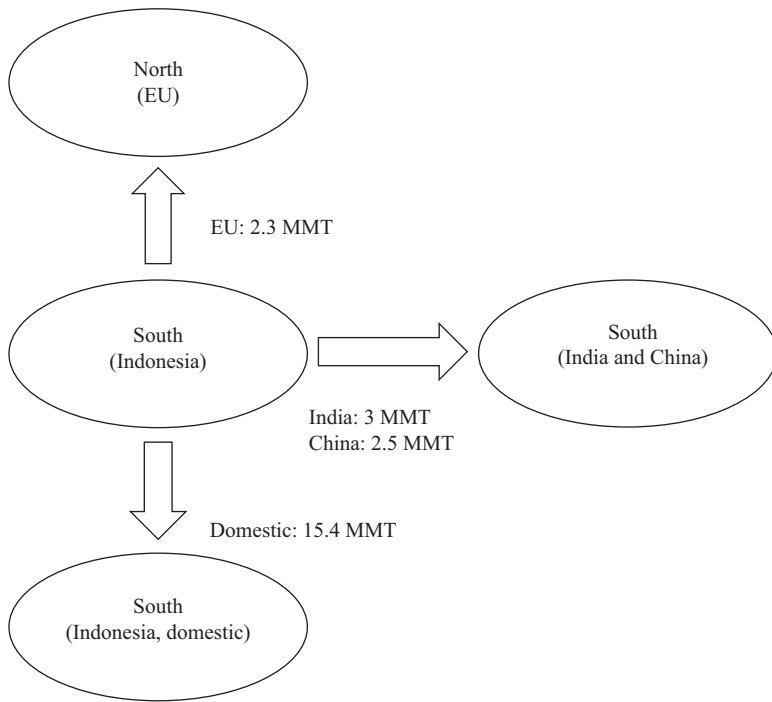 North
(EU)
EU: 2.3 MMT
South
(Indonesia)
South
(India and China)
India: 3 MMT
China: 2.5 MMT
Domestic: 15.4 MMT
South
(Indonesia, domestic)